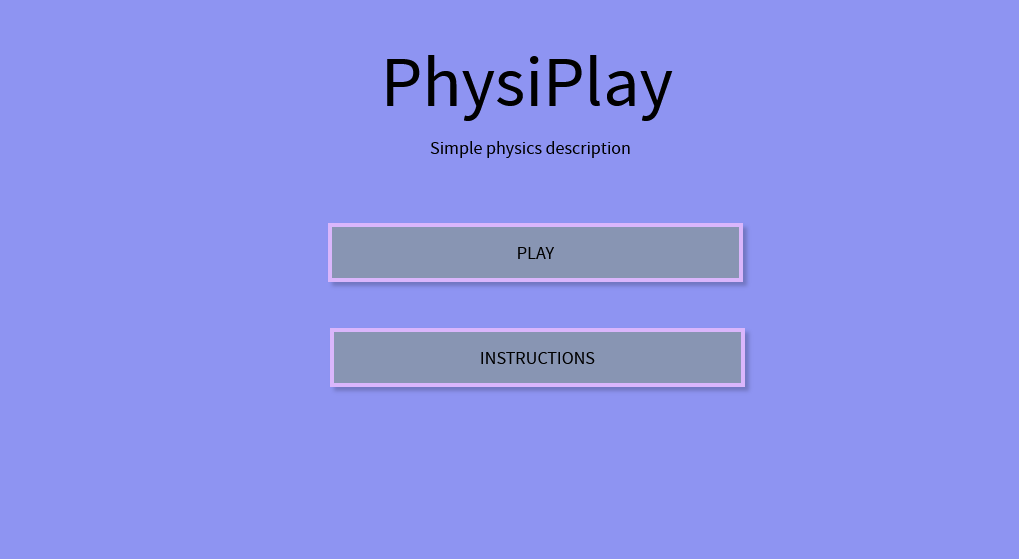 PhysiPlay
Simple physics description
PLAY
INSTRUCTIONS